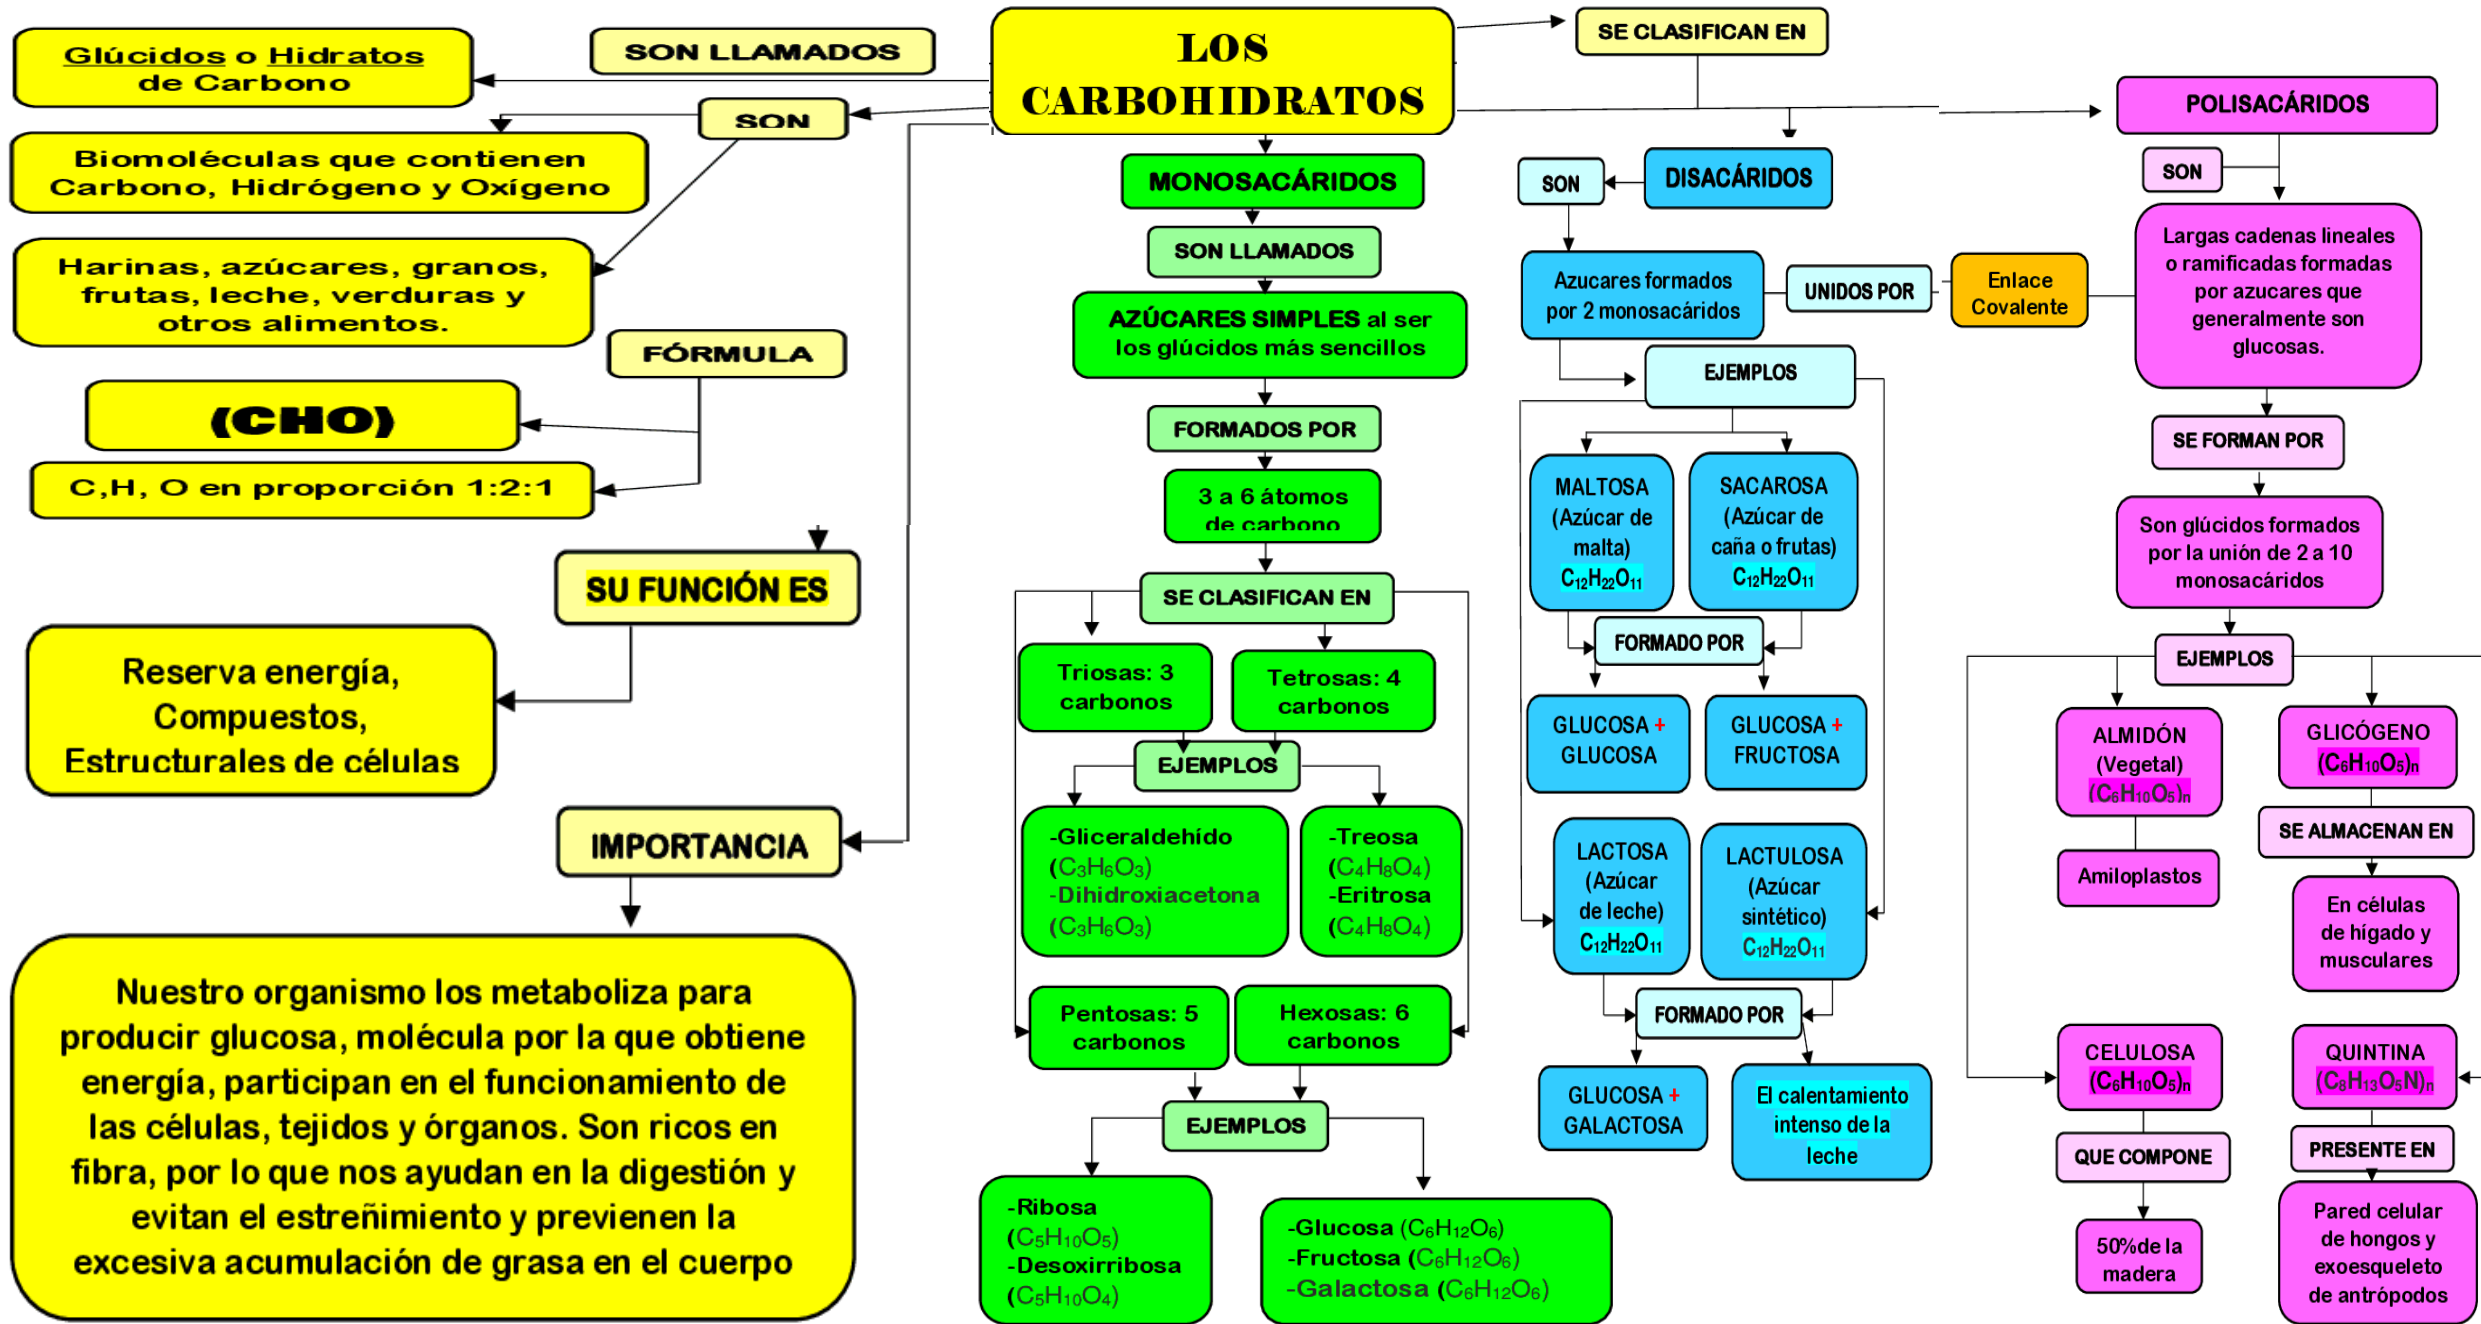 LOS
CARBOHIDRATOS
SON LLAMADOS
Glúcidos o Hidratos
de Carbono
SON
Biomoléculas que contienen
Carbono, Hidrógeno y Oxígeno
Harinas, azúcares, granos,
frutas, leche, verduras y
otros alimentos.
FÓRMULA
(CHO)
C,H, O en proporción 1:2:1
SU FUNCIÓN ES
Reserva energía,
Compuestos,
Estructurales de células
IMPORTANCIA
Nuestro organismo los metaboliza para
producir glucosa, molécula por la que obtiene
energía, participan en el funcionamiento de
las células, tejidos y órganos. Son ricos en
fibra, por lo que nos ayudan en la digestión y
evitan el estreñimiento y previenen la
excesiva acumulación de grasa en el cuerpo
SE CLASIFICAN EN
MONOSACÁRIDOS
SON LLAMADOS
AZÚCARES SIMPLES al ser
los glúcidos más sencillos
FORMADOS POR
3 a 6 átomos
de carbono
SE CLASIFICAN EN
Triosas: 3
carbonos
Tetrosas: 4
carbonos
EJEMPLOS
-Gliceraldehído
(C₃H₆O₃)
-Dihidroxiacetona
(C₃H₆O₃)
-Treosa
(C₄H₈O₄)
-Eritrosa
(C₄H₈O₄)
Pentosas: 5
carbonos
Hexosas: 6
carbonos
EJEMPLOS
-Ribosa
(C₅H₁₀O₅)
-Desoxirribosa
(C₅H₁₀O₄)
-Glucosa (C₆H₁₂O₆)
-Fructosa (C₆H₁₂O₆)
-Galactosa (C₆H₁₂O₆)
DISACÁRIDOS
SON
Azucares formados
por 2 monosacáridos
UNIDOS POR
Enlace
Covalente
EJEMPLOS
MALTOSA
(Azúcar de
malta)
C₁₂H₂₂O₁₁
SACAROSA
(Azúcar de
caña o frutas)
C₁₂H₂₂O₁₁
FORMADO POR
GLUCOSA +
GLUCOSA
GLUCOSA +
FRUCTOSA
LACTOSA
(Azúcar
de leche)
C₁₂H₂₂O₁₁
LACTULOSA
(Azúcar
sintético)
C₁₂H₂₂O₁₁
FORMADO POR
GLUCOSA +
GALACTOSA
El calentamiento
intenso de la
leche
POLISACÁRIDOS
SON
Largas cadenas lineales
o ramificadas formadas
por azucares que
generalmente son
glucosas.
SE FORMAN POR
Son glúcidos formados
por la unión de 2 a 10
monosacáridos
EJEMPLOS
ALMIDÓN
(Vegetal)
(C₆H₁₀O₅)ₙ
Amiloplastos
GLICÓGENO
(C₆H₁₀O₅)ₙ
SE ALMACENAN EN
En células
de hígado y
musculares
CELULOSA
(C₆H₁₀O₅)ₙ
QUE COMPONE
50%de la
madera
QUINTINA
(C₈H₁₃O₅N)ₙ
PRESENTE EN
Pared celular
de hongos y
exoesqueleto
de antrópodos